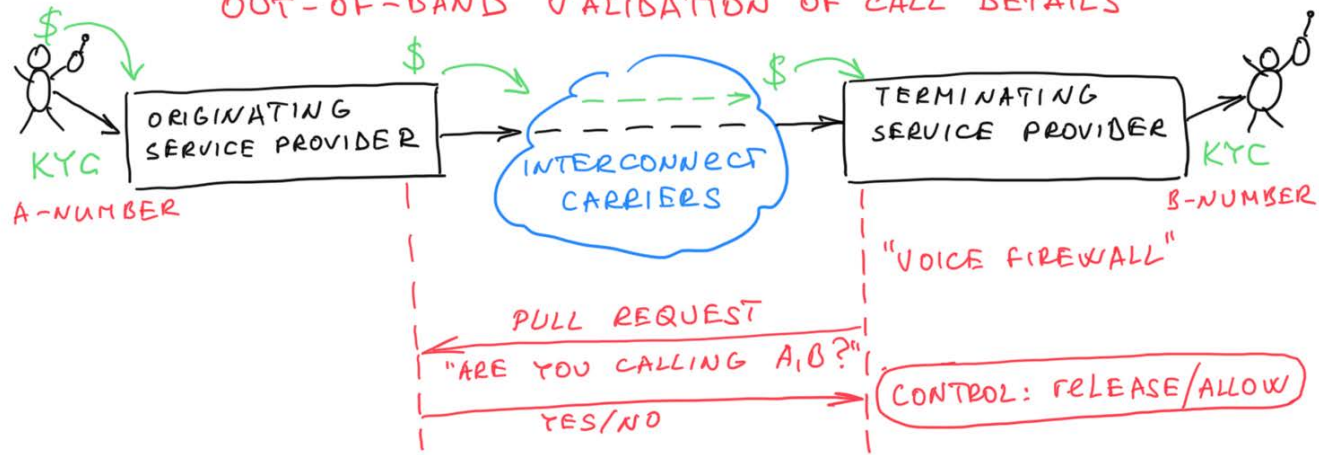 OUT-OF-BAND VALIDATION OF CALL DETAILS
$
$
$
ORIGINATING
SERVICE PROVIDER
INTERCONNECT
CARRIERS
TERMINATING
SERVICE PROVIDER
KYC
KYC
A-NUMBER
B-NUMBER
"VOICE FIREWALL"
PULL REQUEST
"ARE YOU CALLING A,B?"
YES/NO
CONTROL: RELEASE/ALLOW